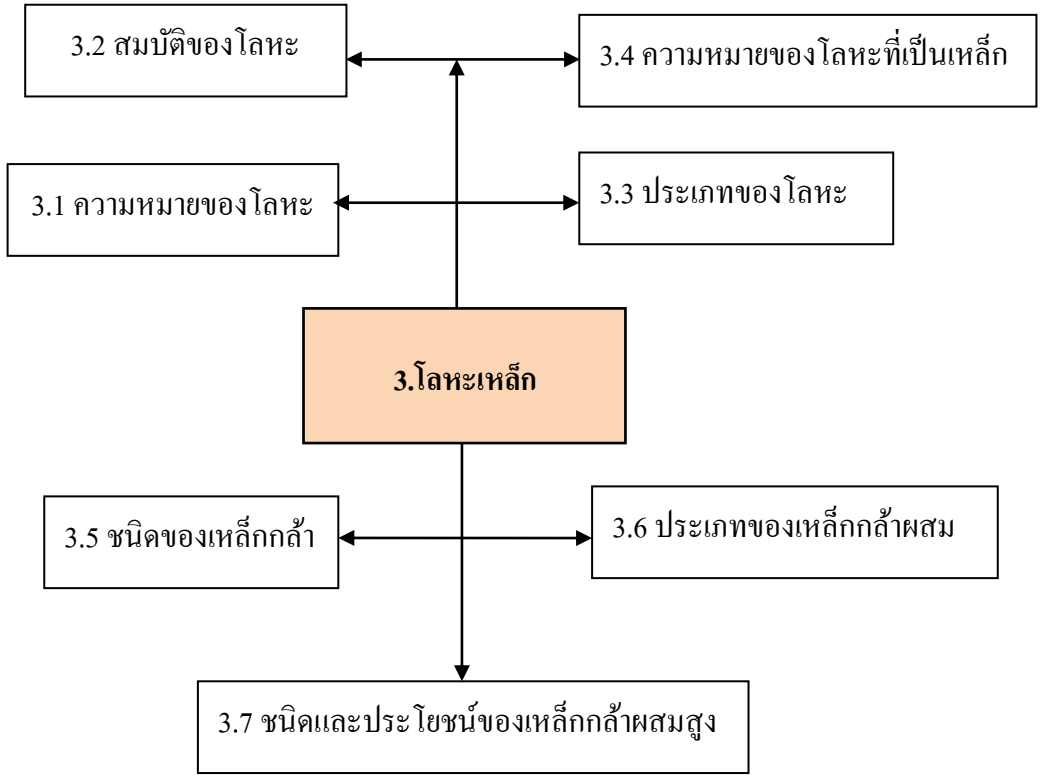 3.2 สมบัติของโลหะ
3.4 ความหมายของโลหะที่เป็นเหล็ก
3.1 ความหมายของโลหะ
3.3 ประเภทของโลหะ
3.โลหะเหล็ก
3.5 ชนิดของเหล็กกล้า
3.6 ประเภทของเหล็กกล้าผสม
3.7 ชนิดและประโยชน์ของเหล็กกล้าผสมสูง